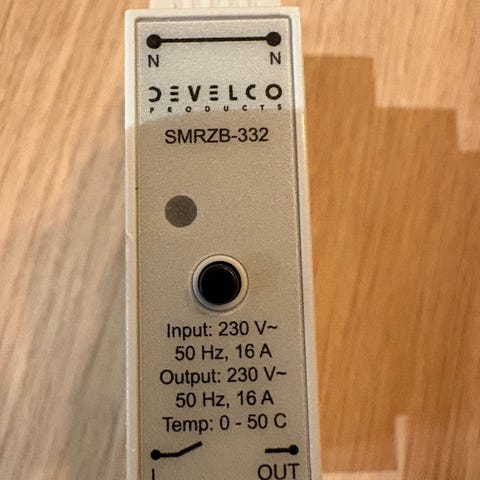 N N
DEVELCO
PRODUCTS
SMRZB-332
Input: 230 V~
50 Hz, 16 A
Output: 230 V~
50 Hz, 16 A
Temp: 0 - 50 C
OUT